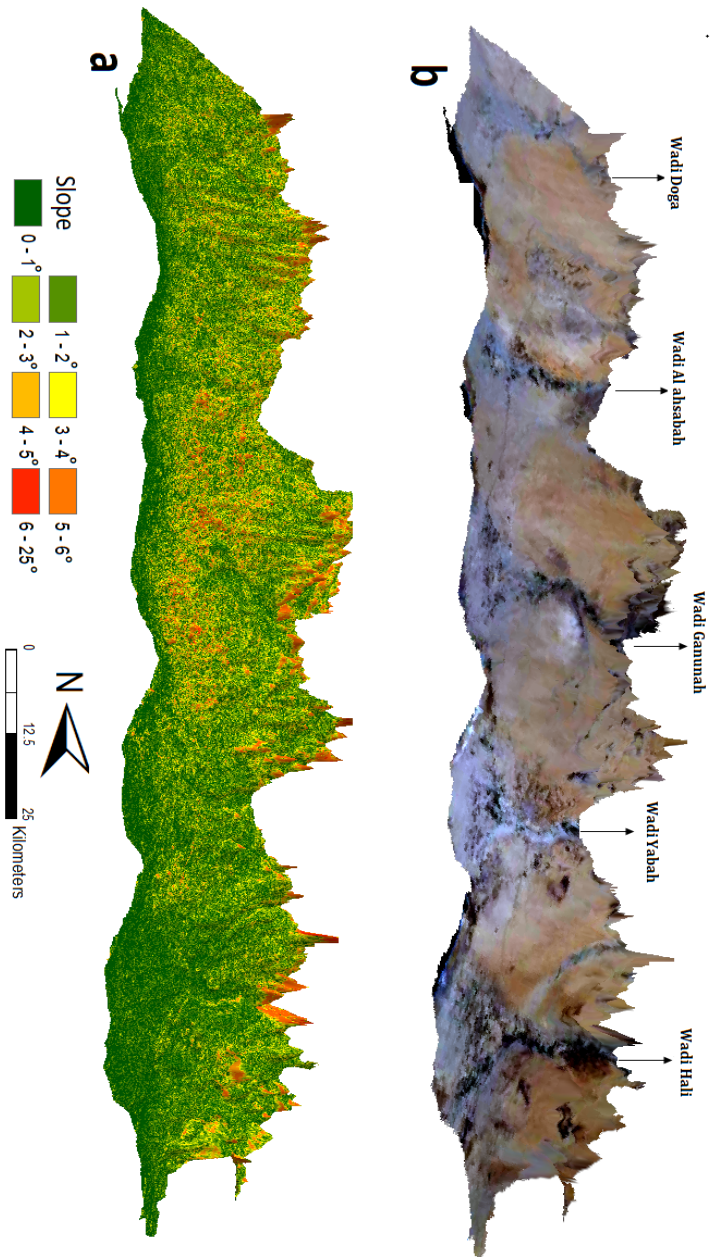 b
Wadi Doga
Wadi Al ahsabah
Wadi Ganunah
Wadi Yabah
Wadi Hali
a
Slope
0 - 1°
1 - 2°
2 - 3°
3 - 4°
4 - 5°
5 - 6°
6 - 25°
N
0 12.5 25
Kilometers